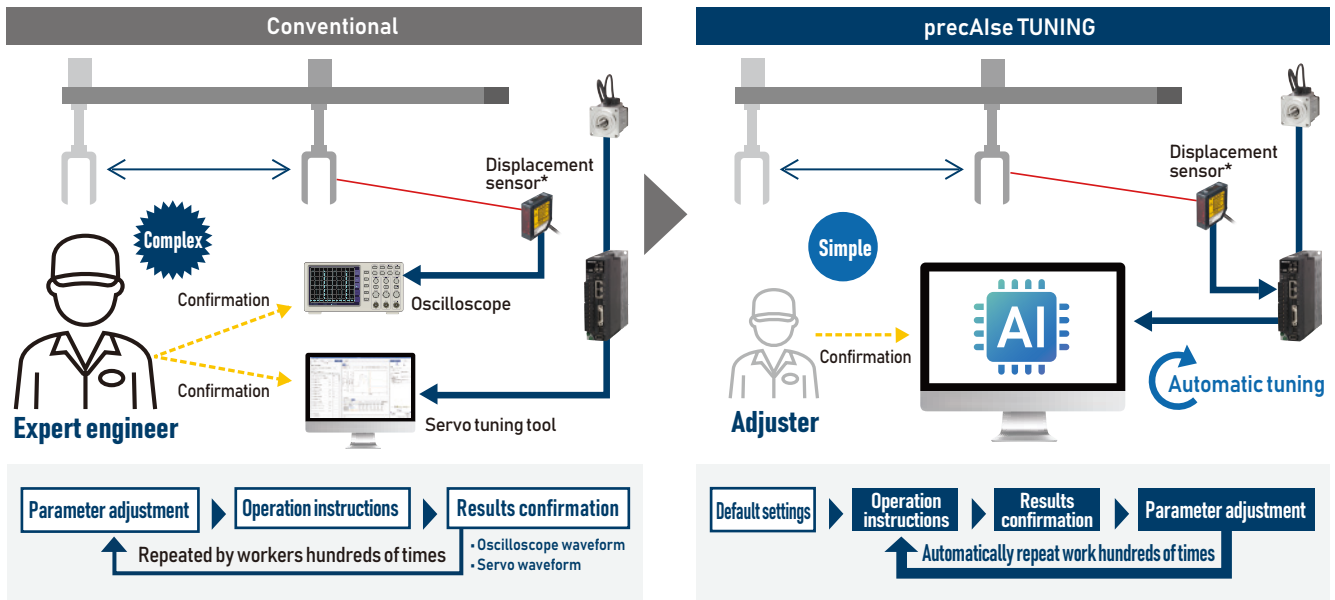 Conventional
Displacement
sensor*
Complex
Confirmation
Oscilloscope
Confirmation
Servo tuning tool
Expert engineer
Parameter adjustment
Operation instructions
Results confirmation
Repeated by workers hundreds of times
・Oscilloscope waveform
・Servo waveform
precAIse TUNING
Displacement
sensor*
Simple
AI
Confirmation
Automatic tuning
Adjuster
Default settings
Operation
instructions
Results
confirmation
Parameter adjustment
Automatically repeat work hundreds of times